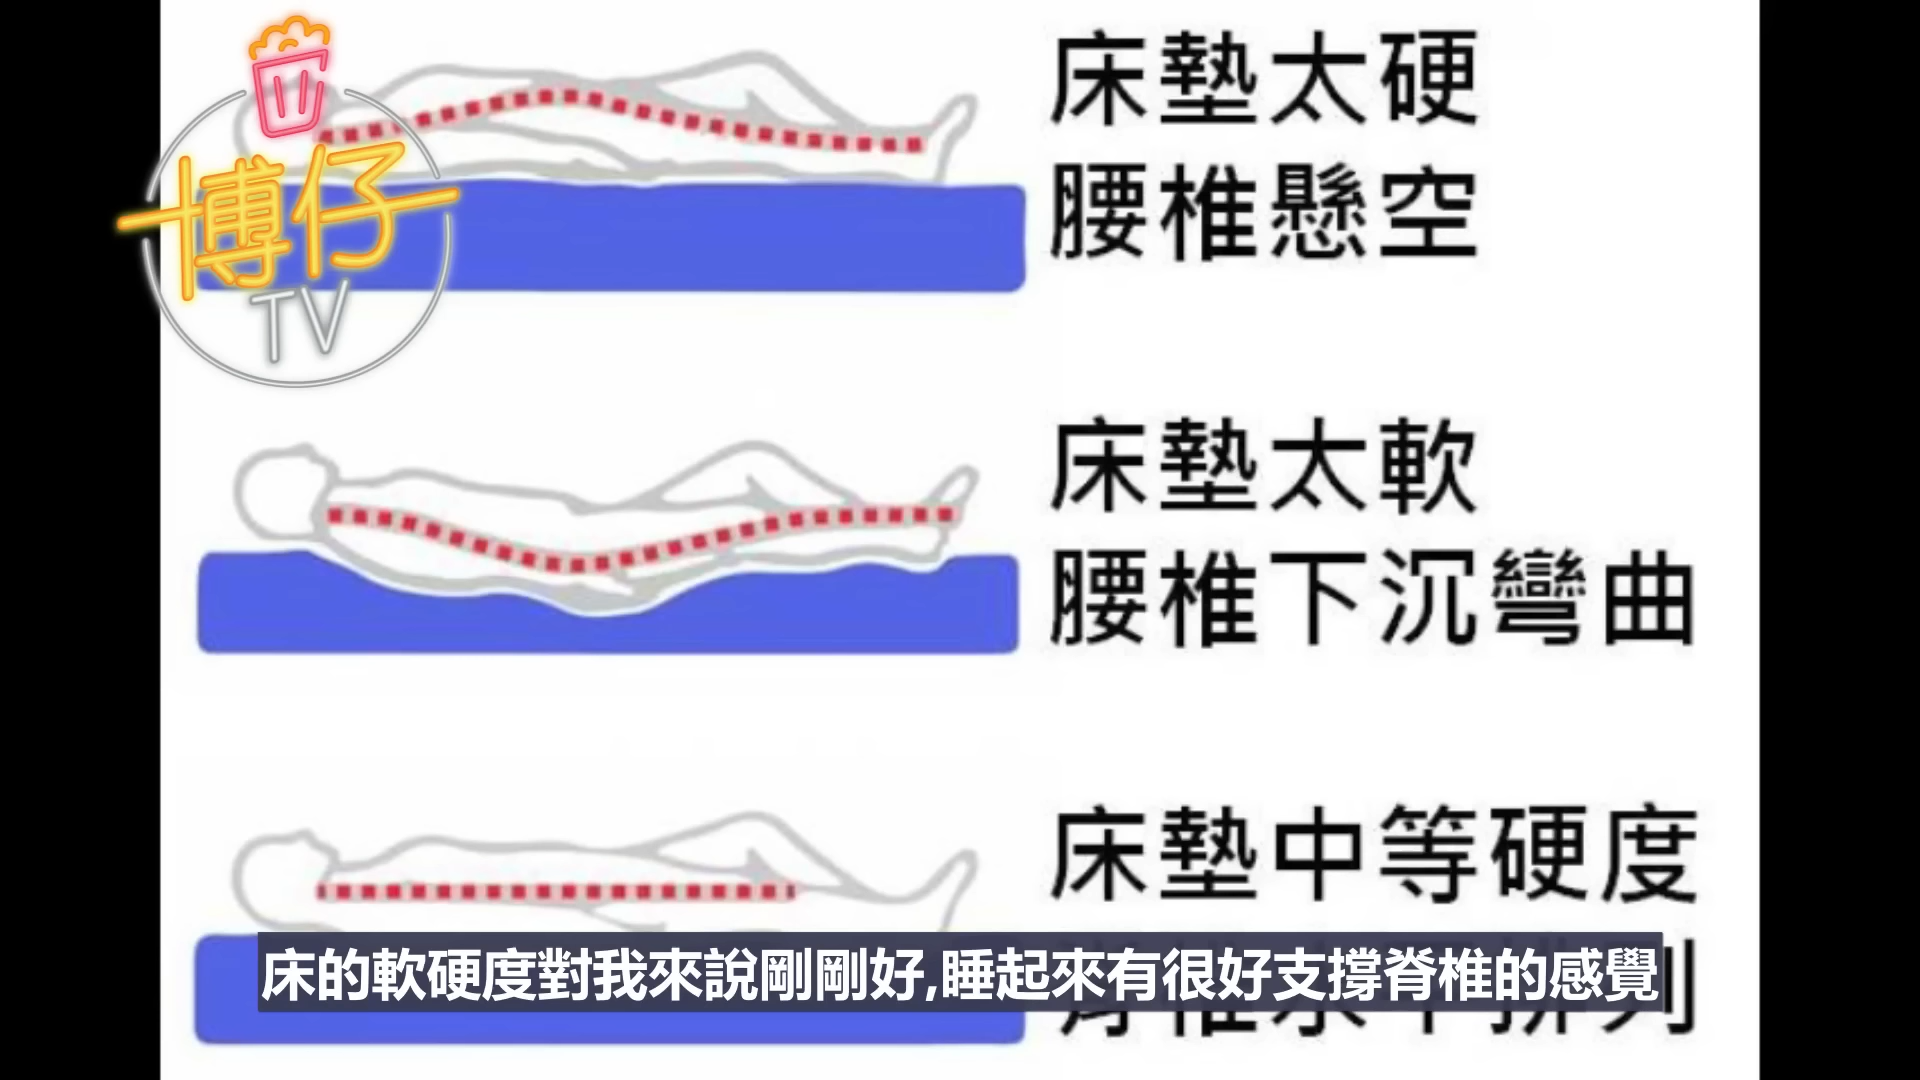 博仔
TV
床墊太硬
腰椎懸空
床墊太軟
腰椎下沉彎曲
床墊中等硬度
床的軟硬度對我來說剛剛好,睡起來有很好支撐脊椎的感覺